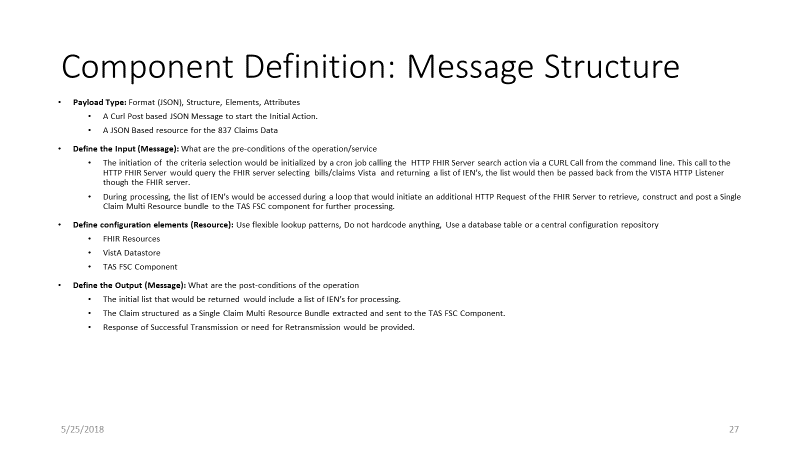 Component Definition: Message Structure
• Payload Type: Format (JSON), Structure, Elements, Attributes
• A Curl Post based JSON Message to start the Initial Action.
• A JSON Based resource for the 837 Claims Data
• Define the Input (Message): What are the pre-conditions of the operation/service
• The initiation of the criteria selection would be initialized by a cron job calling the HTTP FHIR Server search action via a CURL Call from the command line. This call to the
HTTP FHIR Server would query the FHIR server selecting bills/claims Vista and returning a list of IEN's, the list would then be passed back from the VISTA HTTP Listener
though the FHIR server.
• During processing, the list of IEN's would be accessed during a loop that would initiate an additional HTTP Request of the FHIR Server to retrieve, construct and post a Single
Claim Multi Resource bundle to the TAS FSC component for further processing.
• Define configuration elements (Resource): Use flexible lookup patterns, Do not hardcode anything, Use a database table or a central configuration repository
• FHIR Resources
• VistA Datastore
• TAS FSC Component
• Define the Output (Message): What are the post-conditions of the operation
• The initial list that would be returned would include a list of IEN's for processing.
• The Claim structured as a Single Claim Multi Resource Bundle extracted and sent to the TAS FSC Component.
• Response of Successful Transmission or need for Retransmission would be provided.
5/25/2018
27